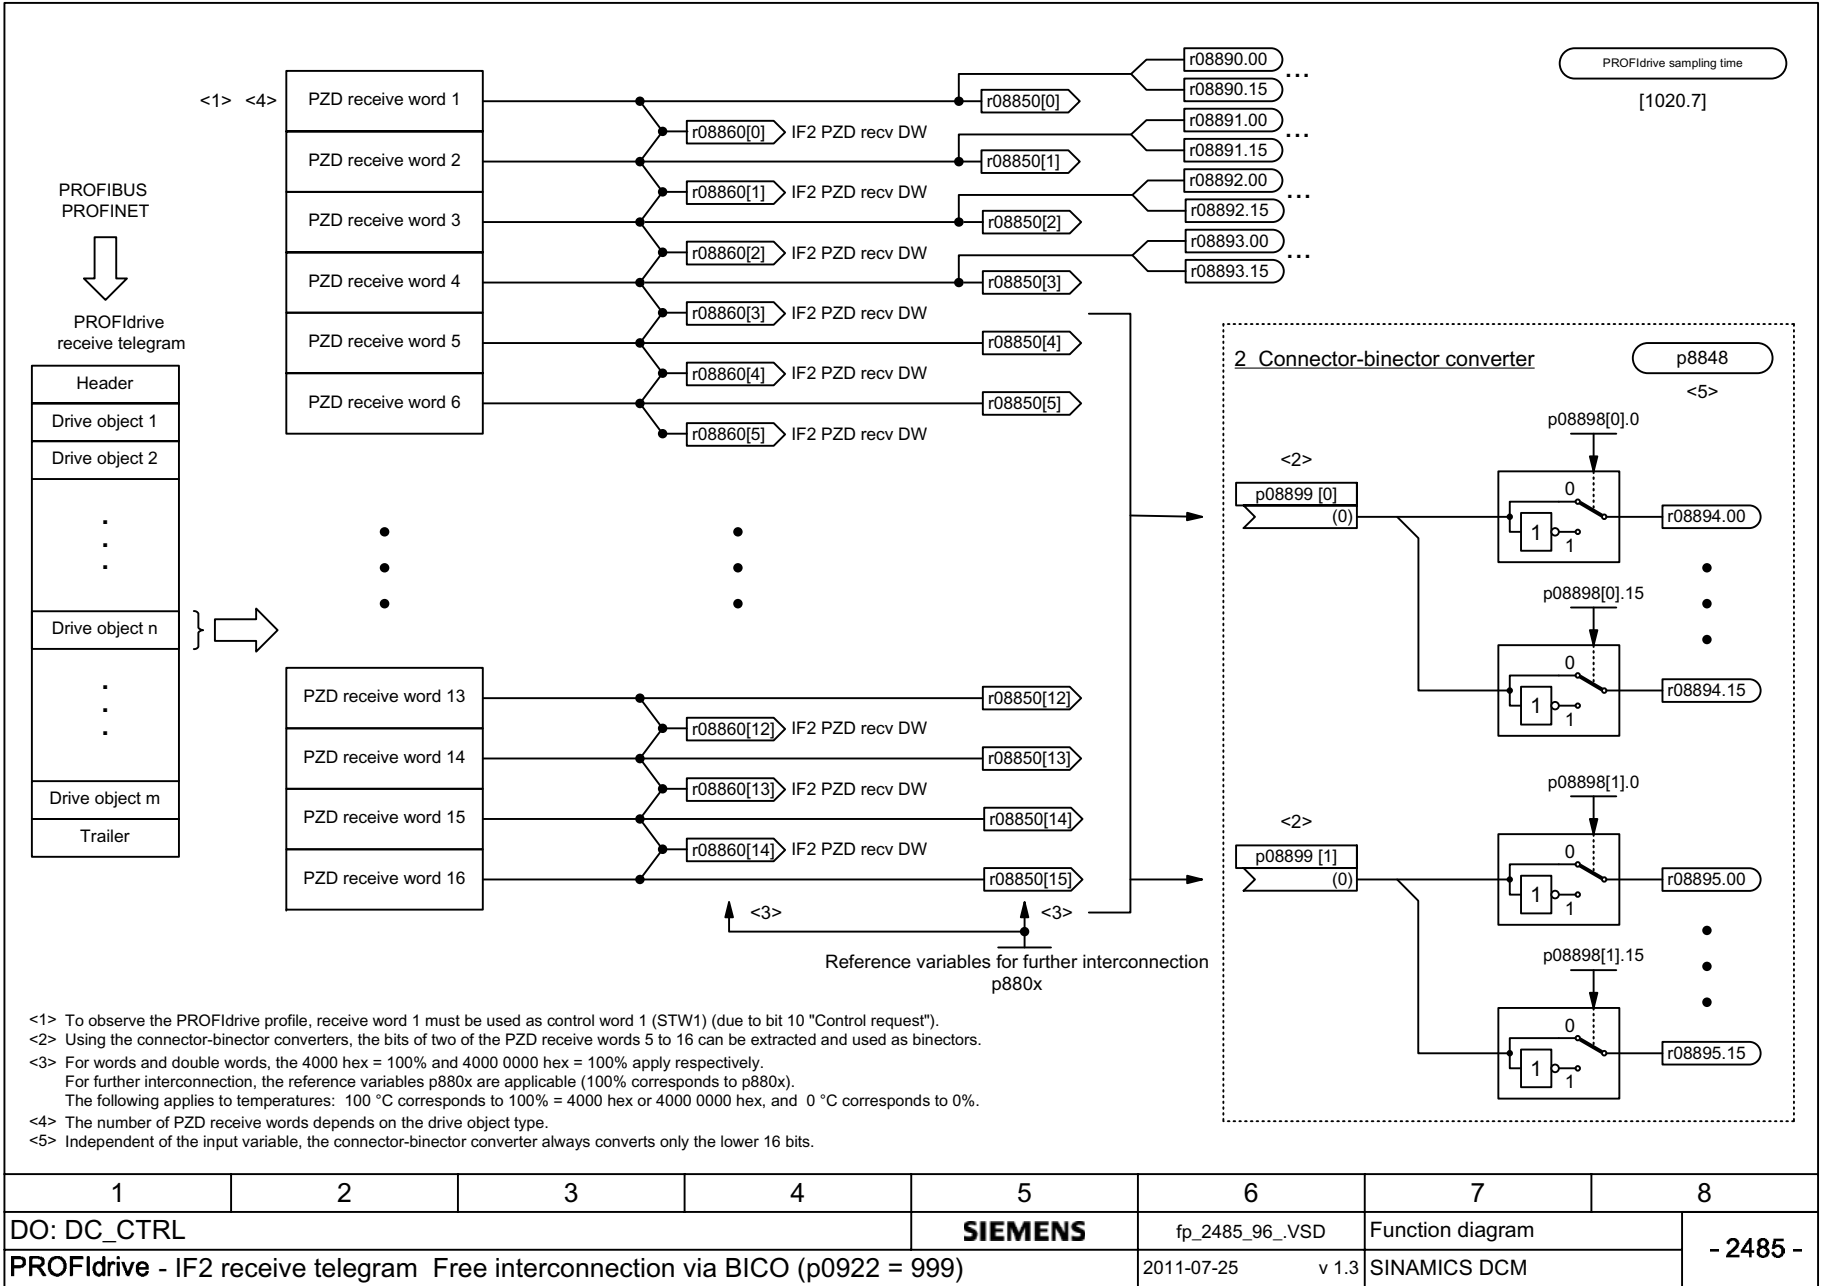 PROFIdrive sampling time
[1020.7]
<1> <4>
PROFIBUS
PROFINET
PROFIdrive
receive telegram
Header
Drive object 1
Drive object 2
Drive object n
}
Drive object m
Trailer
PZD receive word 1
PZD receive word 2
PZD receive word 3
PZD receive word 4
PZD receive word 5
PZD receive word 6
PZD receive word 13
PZD receive word 14
PZD receive word 15
PZD receive word 16
r08860[0] IF2 PZD recv DW
r08860[1] IF2 PZD recv DW
r08860[2] IF2 PZD recv DW
r08860[3] IF2 PZD recv DW
r08860[4] IF2 PZD recv DW
r08860[5] IF2 PZD recv DW
r08860[12] IF2 PZD recv DW
r08860[13] IF2 PZD recv DW
r08860[14] IF2 PZD recv DW
r08850[0]
r08850[1]
r08850[2]
r08850[3]
r08850[4]
r08850[5]
r08850[12]
r08850[13]
r08850[14]
r08850[15]
<3>
<3>
Reference variables for further interconnection
p880x
r08890.00
...
r08890.15
r08891.00
...
r08891.15
r08892.00
...
r08892.15
r08893.00
...
r08893.15
2 Connector-binector converter
p8848
<5>
<2>
p08899 [0]
(0)
p08898[0].0
0
1
1
r08894.00
p08898[0].15
0
1
1
r08894.15
<2>
p08899 [1]
(0)
p08898[1].0
0
1
1
r08895.00
p08898[1].15
0
1
1
r08895.15
<1> To observe the PROFIdrive profile, receive word 1 must be used as control word 1 (STW1) (due to bit 10 "Control request").
<2> Using the connector-binector converters, the bits of two of the PZD receive words 5 to 16 can be extracted and used as binectors.
<3> For words and double words, the 4000 hex = 100% and 4000 0000 hex = 100% apply respectively.
For further interconnection, the reference variables p880x are applicable (100% corresponds to p880x).
The following applies to temperatures: 100 °C corresponds to 100% = 4000 hex or 4000 0000 hex, and 0 °C corresponds to 0%.
<4> The number of PZD receive words depends on the drive object type.
<5> Independent of the input variable, the connector-binector converter always converts only the lower 16 bits.
1 2 3 4 5 6 7 8
DO: DC_CTRL
SIEMENS
fp_2485_96_.VSD
Function diagram
- 2485 -
PROFIdrive - IF2 receive telegram Free interconnection via BICO (p0922 = 999)
2011-07-25 v 1.3
SINAMICS DCM